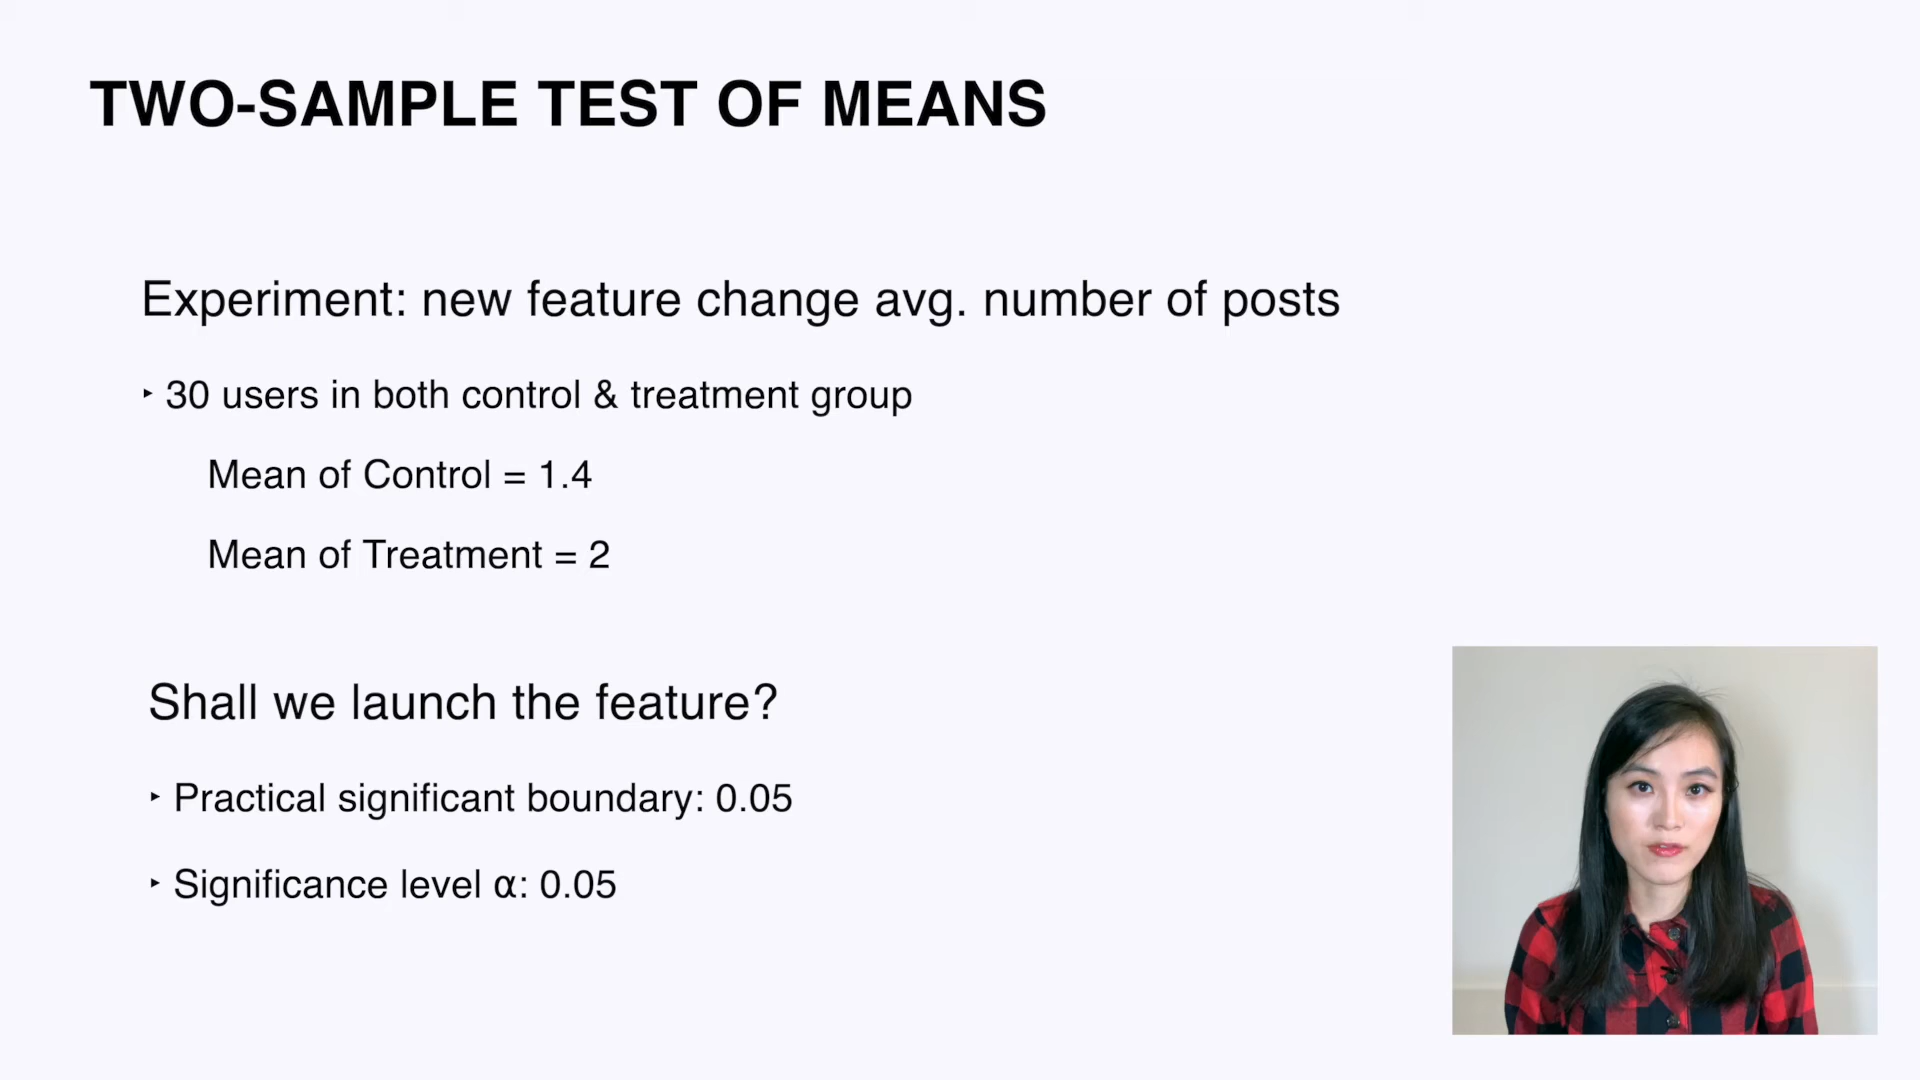 TWO-SAMPLE TEST OF MEANS
Experiment: new feature change avg. number of posts
‣ 30 users in both control & treatment group
Mean of Control = 1.4
Mean of Treatment = 2
Shall we launch the feature?
‣ Practical significant boundary: 0.05
‣ Significance level α: 0.05